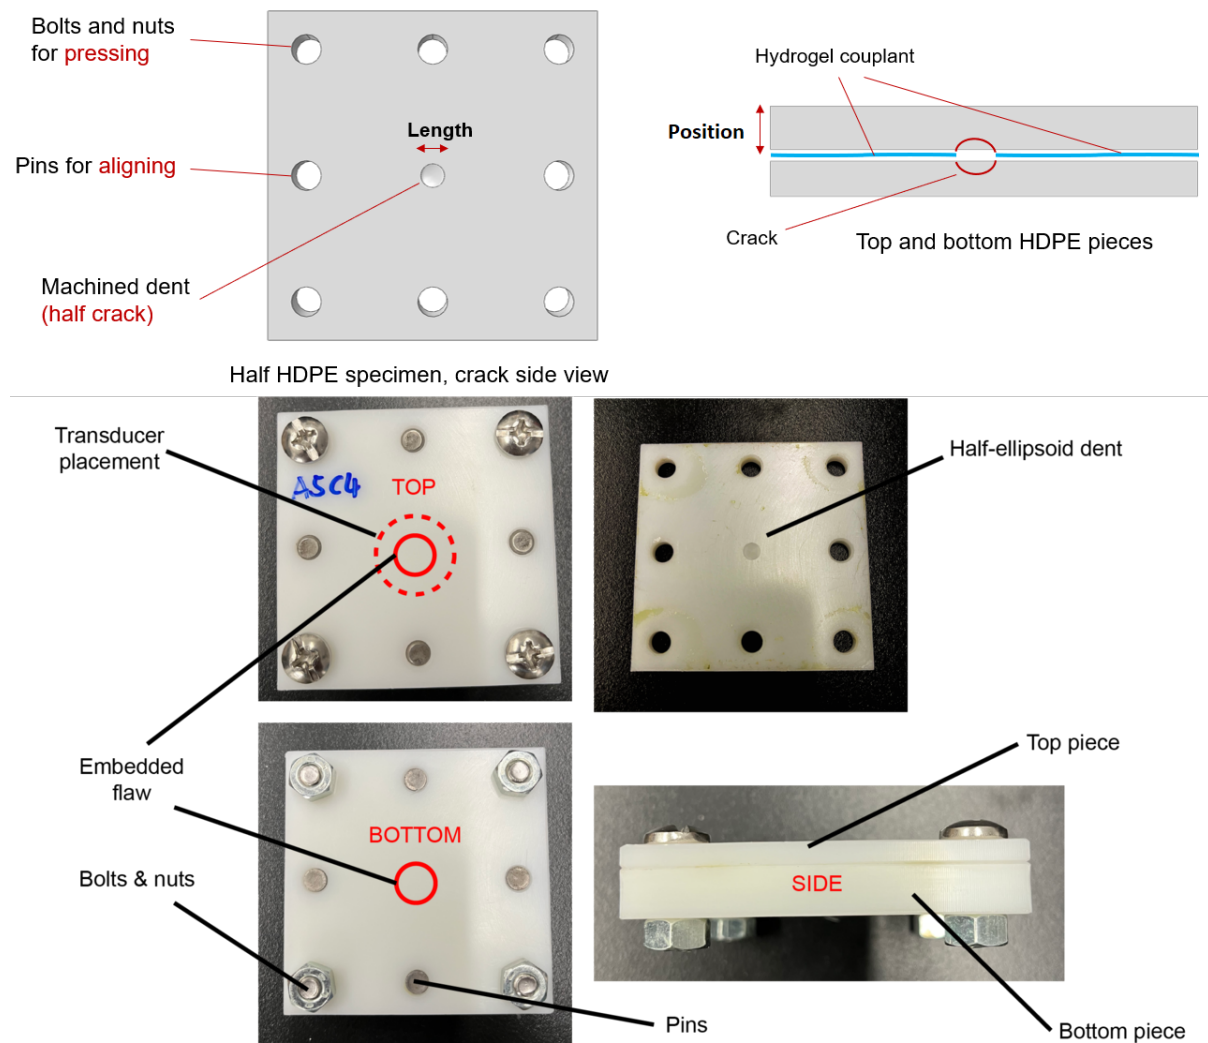 Bolts and nuts
for pressing
Length
Pins for aligning
Machined dent
(half crack)
Half HDPE specimen, crack side view
Hydrogel couplant
Position
Crack
Top and bottom HDPE pieces
Transducer
placement
A5C4
TOP
Half-ellipsoid dent
Embedded
flaw
BOTTOM
Bolts & nuts
Pins
Top piece
SIDE
Bottom piece